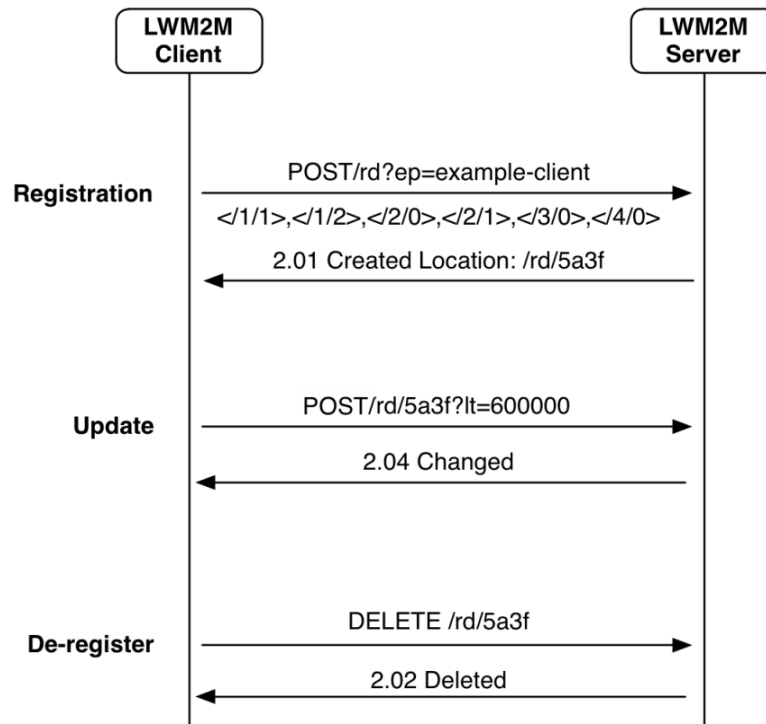 LWM2M
Client
LWM2M
Server
Registration
POST/rd?ep=example-client
</1/1>,</1/2>,</2/0>,</2/1>,</3/0>,</4/0>
2.01 Created Location: /rd/5a3f
Update
POST/rd/5a3f?lt=600000
2.04 Changed
De-register
DELETE /rd/5a3f
2.02 Deleted